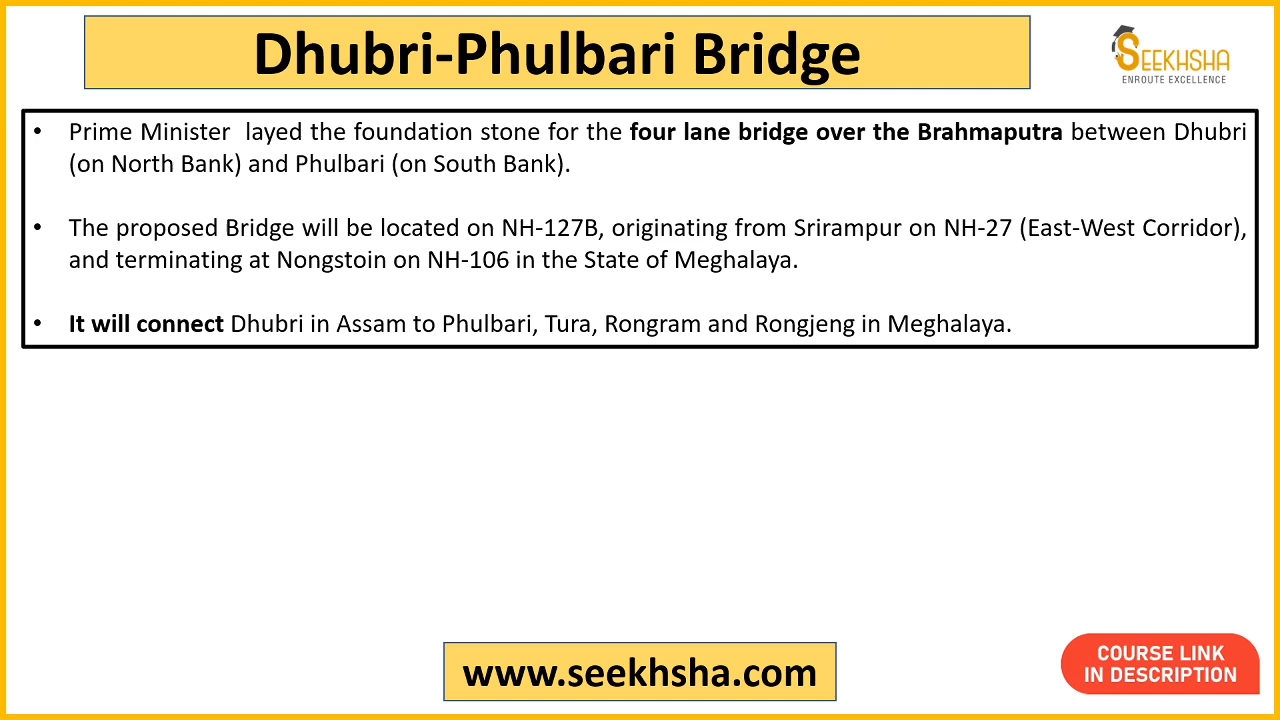 Dhubri-Phulbari Bridge
SEEKHSHA
ENROUTE EXCELLENCE
• Prime Minister  layed the foundation stone for the four lane bridge over the Brahmaputra between Dhubri
(on North Bank) and Phulbari (on South Bank).
• The proposed Bridge will be located on NH-127B, originating from Srirampur on NH-27 (East-West Corridor),
and terminating at Nongstoin on NH-106 in the State of Meghalaya.
• It will connect Dhubri in Assam to Phulbari, Tura, Rongram and Rongjeng in Meghalaya.
www.seekhsha.com
COURSE LINK
IN DESCRIPTION